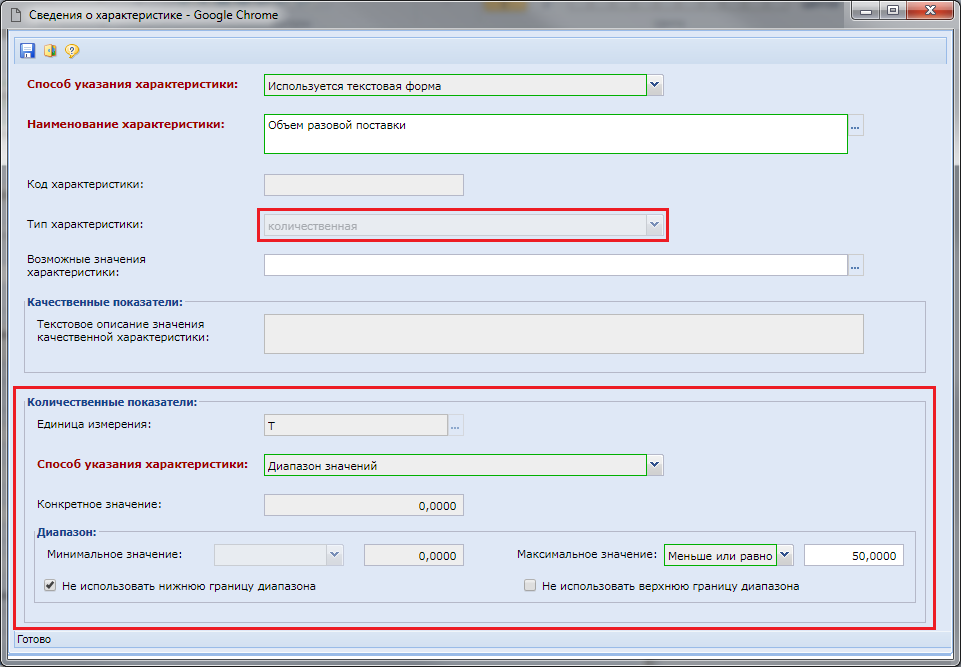 Сведения о характеристике - Google Chrome
Способ указания характеристики: Используется текстовая форма
Наименование характеристики: Объем разовой поставки ...
Код характеристики:
Тип характеристики: количественная
Возможные значения
характеристики: ...
Качественные показатели:
Текстовое описание значения
качественной характеристики:
Количественные показатели:
Единица измерения: Т ...
Способ указания характеристики: Диапазон значений
Конкретное значение: 0,0000
Диапазон:
Минимальное значение: 0,0000 Максимальное значение: Меньше или равно 50,0000
Не использовать нижнюю границу диапазона Не использовать верхнюю границу диапазона
Готово